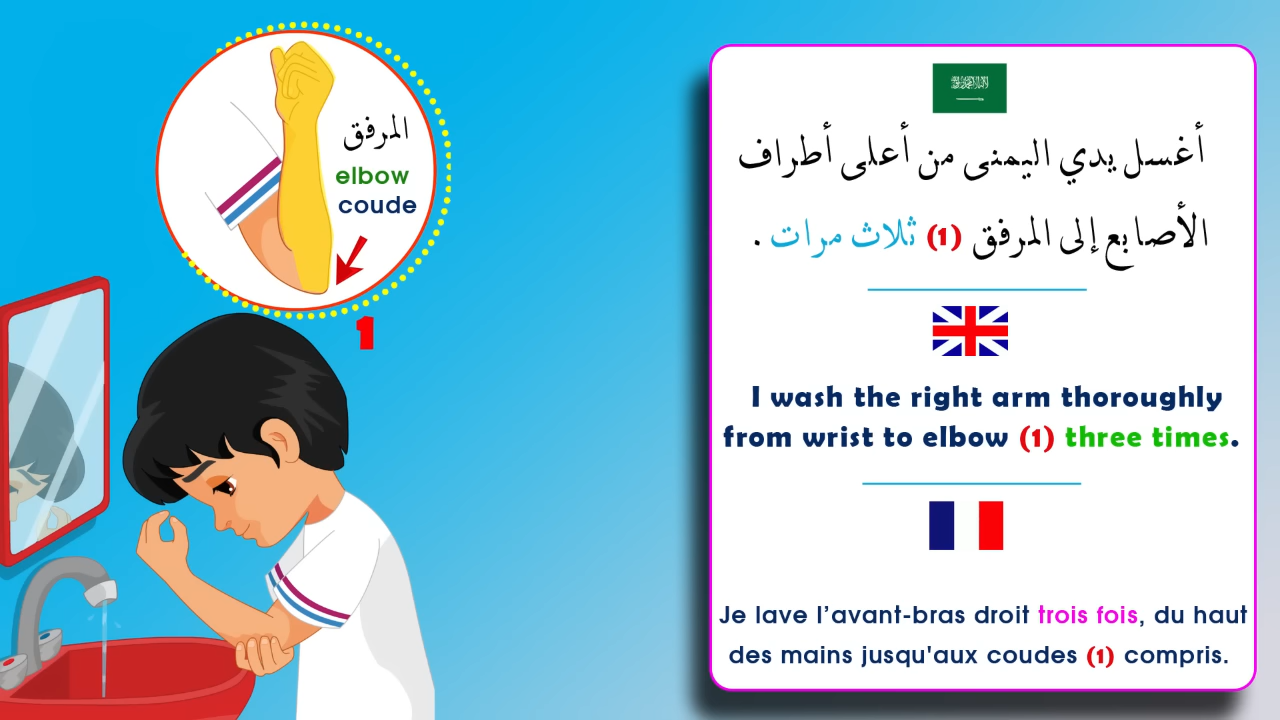 المرفق
elbow
coude
1
أغسل يدي اليمنى من أعلى أطراف
الأصابع إلى المرفق (1) ثلاث مرات .
I wash the right arm thoroughly
from wrist to elbow (1) three times.
Je lave l’avant-bras droit trois fois, du haut
des mains jusqu'aux coudes (1) compris.